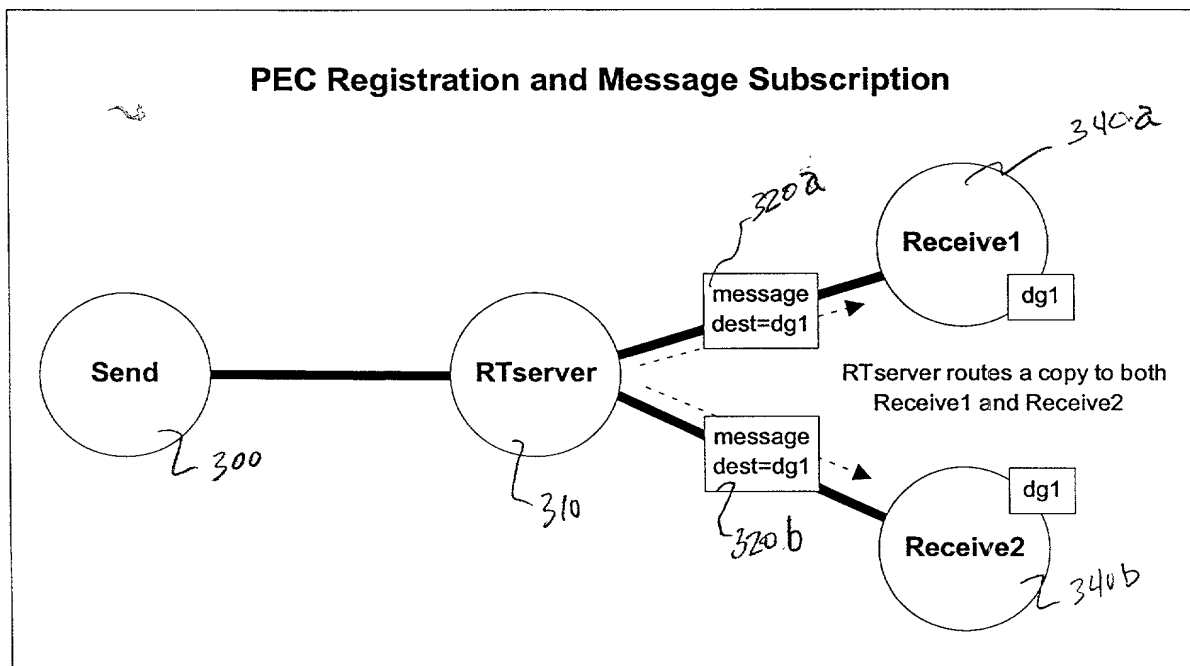 PEC Registration and Message Subscription
340a
320a
Receive1
message
dest=dg1
dg1
Send
RTserver
RTserver routes a copy to both
Receive1 and Receive2
message
dest=dg1
300
310
320b
dg1
Receive2
340b